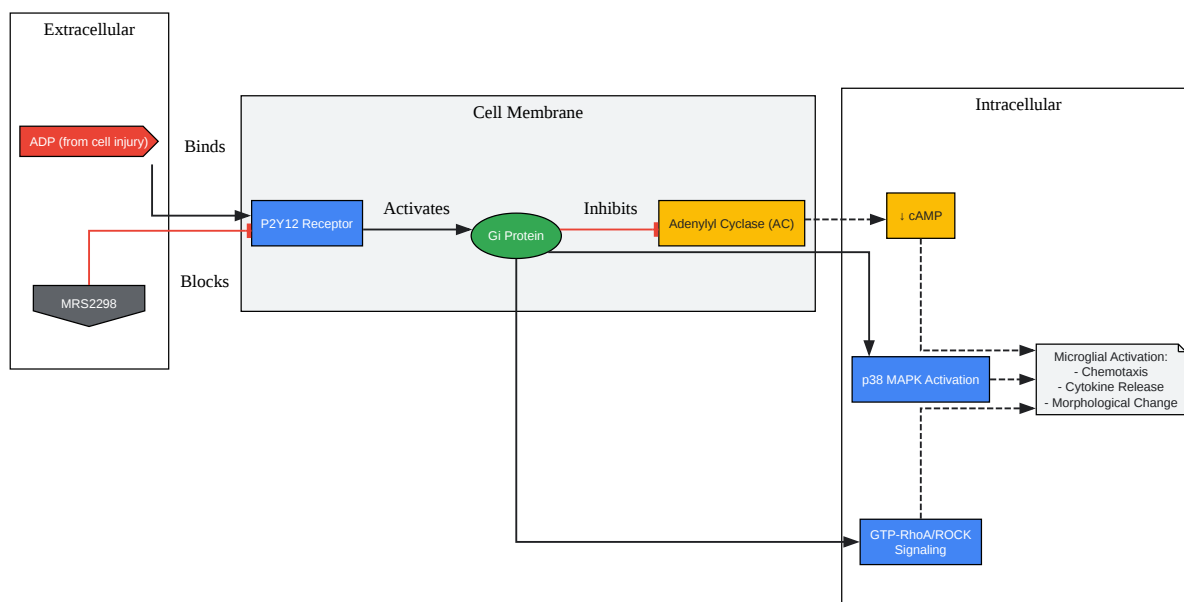 Extracellular
ADP (from cell injury)
MRS2298
Binds
Blocks
Cell Membrane
P2Y12 Receptor
Activates
Gi Protein
Inhibits
Adenylyl Cyclase (AC)
Intracellular
↓ cAMP
p38 MAPK Activation
GTP-RhoA/ROCK
Signaling
Microglial Activation:
- Chemotaxis
- Cytokine Release
- Morphological Change